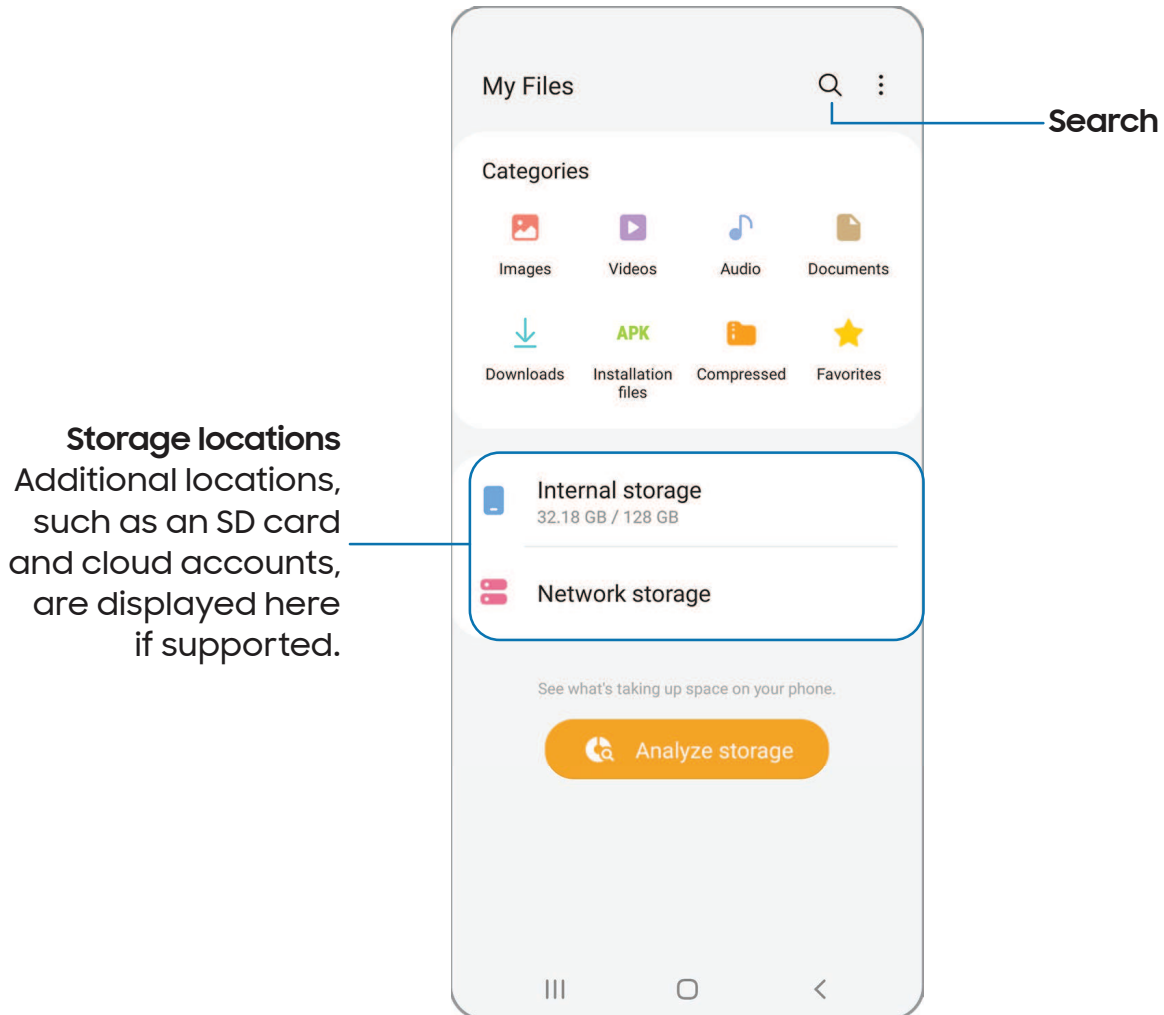 My Files
Search
Categories
Images Videos Audio Documents
APK
Downloads Installation files Compressed Favorites
Storage locations
Additional locations,
such as an SD card
and cloud accounts,
are displayed here
if supported.
Internal storage
32.18 GB / 128 GB
Network storage
See what's taking up space on your phone.
Analyze storage